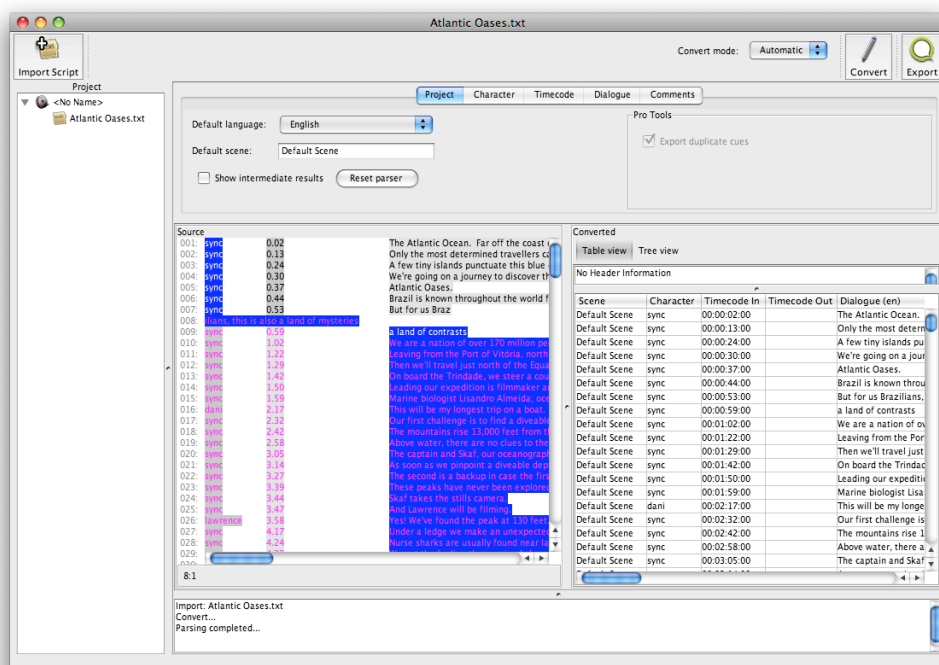 Atlantic Oases.txt
Import Script
Convert mode: Automatic
Convert
Export
Project
<No Name>
Atlantic Oases.txt
Project Character Timecode Dialogue Comments
Default language: English
Default scene: Default Scene
Show intermediate results Reset parser
Pro Tools
Export duplicate cues
Source
001: sync 0.02 The Atlantic Ocean. Far off the coast
002: sync 0.13 Only the most determined travellers
003: sync 0.24 A few tiny islands punctuate this blue
004: sync 0.30 We're going on a journey to discover
005: sync 0.37 Atlantic Oases.
006: sync 0.44 Brazil is known throughout the world
007: sync 0.53 But for us Braz
008: ilians, this is also a land of mysteries
009: sync 0.59 a land of contrasts
010: sync 1.02 We are a nation of over 170 million
011: sync 1.22 Leaving from the Port of Vitória, north
012: sync 1.29 Then we'll travel just north of the
013: sync 1.42 On board the Trindade, we steer a
014: sync 1.50 Leading our expedition is filmmaker
015: sync 1.59 Marine biologist Lisandro Almeida;
016: dani 2.17 This will be my longest trip on a boat.
017: sync 2.32 Our first challenge is to find a
018: sync 2.42 The mountains rise 13,000 feet from
019: sync 2.58 Above water, there are no clues to the
020: sync 3.05 The captain and Skaf, our
021: sync 3.14 As soon as we pinpoint a diveable
022: sync 3.27 The second is a backup in case the
023: sync 3.39 These peaks have never been
024: sync 3.44 Skaf takes the stills camera.
025: sync 3.47 And Lawrence will be filming.
026: lawrence 3.58 Yes! We've found the peak at 130 feet.
027: sync 4.17 Under a ledge we make an
028: sync 4.24 Nurse sharks are usually found near
029:
8:1
Converted
Table view Tree view
No Header Information
Scene Character Timecode In Timecode Out Dialogue (en)
Default Scene sync 00:00:02:00 The Atlantic Ocean.
Default Scene sync 00:00:13:00 Only the most
Default Scene sync 00:00:24:00 A few tiny islands pu
Default Scene sync 00:00:30:00 We're going on a jour
Default Scene sync 00:00:37:00 Atlantic Oases.
Default Scene sync 00:00:44:00 Brazil is known throu
Default Scene sync 00:00:53:00 But for us Brazilians,
Default Scene sync 00:00:59:00 a land of contrasts
Default Scene sync 00:01:02:00 We are a nation of
Default Scene sync 00:01:22:00 Leaving from the Por
Default Scene sync 00:01:29:00 Then we'll travel just
Default Scene sync 00:01:42:00 On board the Trindad
Default Scene sync 00:01:50:00 Leading our expediti
Default Scene sync 00:01:59:00 Marine biologist Lisa
Default Scene dani 00:02:17:00 This will be my longe
Default Scene sync 00:02:32:00 Our first challenge is
Default Scene sync 00:02:42:00 The mountains rise 1
Default Scene sync 00:02:58:00 Above water, there a
Default Scene sync 00:03:05:00 The captain and Skaf
Import: Atlantic Oases.txt
Convert...
Parsing completed...